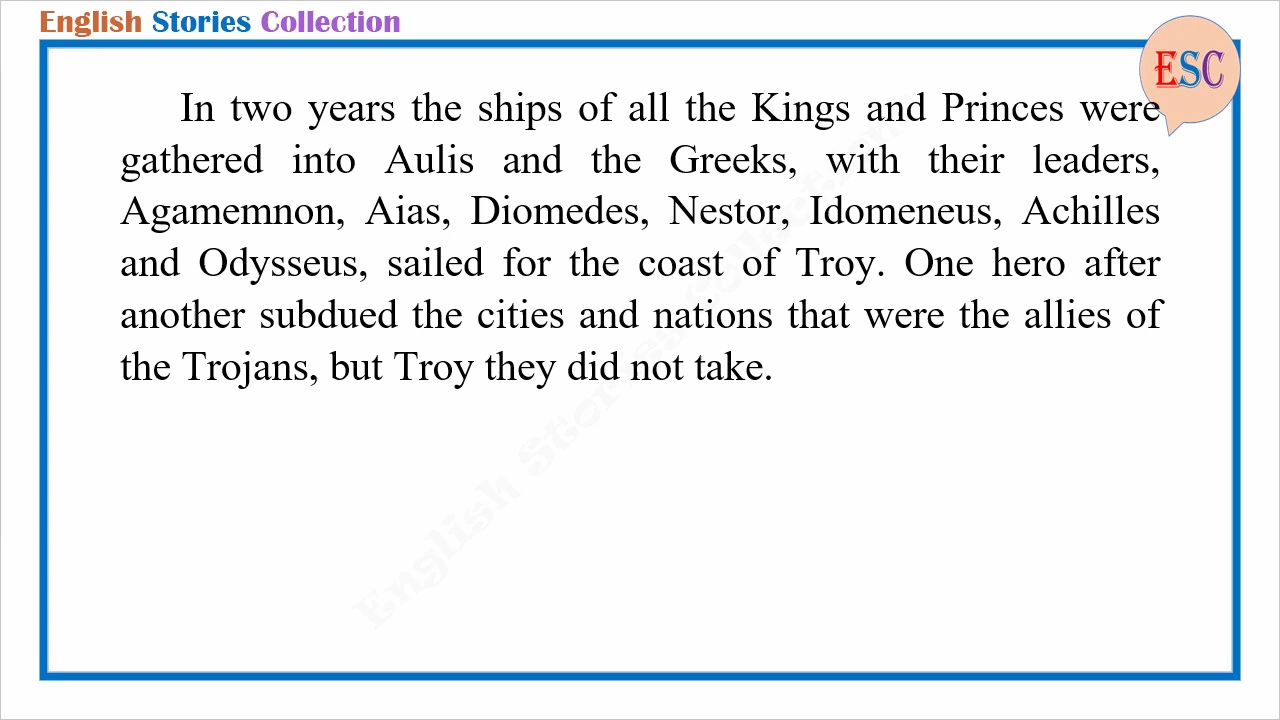 English Stories Collection
ESC
In two years the ships of all the Kings and Princes were
gathered into Aulis and the Greeks, with their leaders,
Agamemnon, Aias, Diomedes, Nestor, Idomeneus, Achilles
and Odysseus, sailed for the coast of Troy. One hero after
another subdued the cities and nations that were the allies of
the Trojans, but Troy they did not take.
English Stories Collection